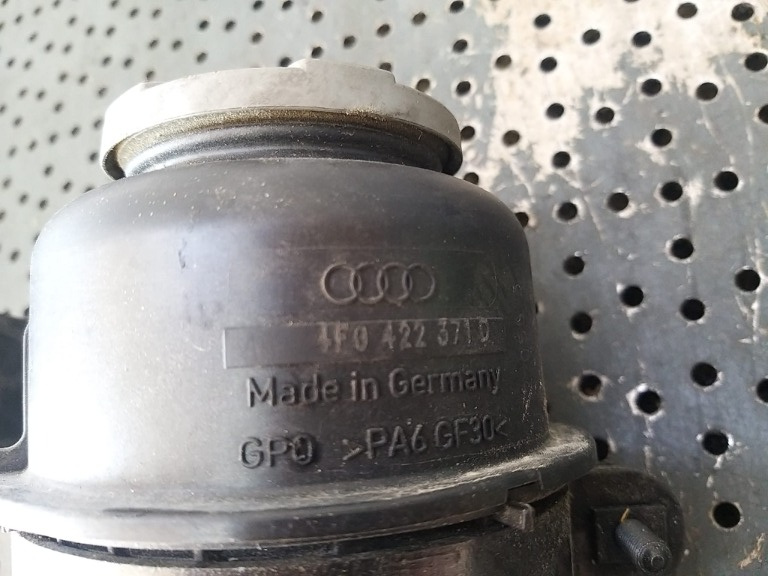 4F0 422 371 D
Made in Germany
GPO >PA6 GF30<